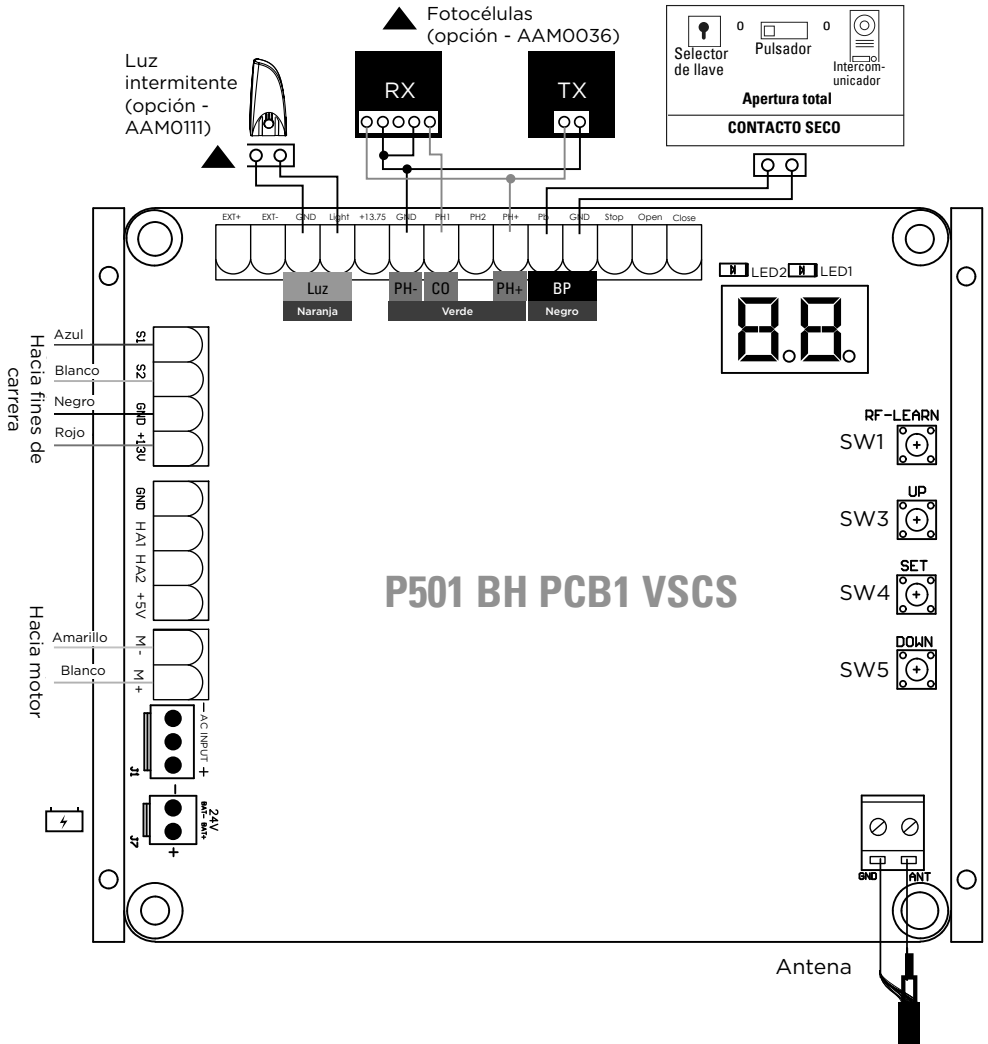 Fotocélulas
(opción - AAM0036)
Luz
intermitente
(opción -
AAM0111)
RX
TX
Selector
de llave
o
Pulsador
o
Intercom-
unicador
Apertura total
CONTACTO SECO
EXT+ EXT- GND Light +13.75 GND PH1 PH2 PH+ Pb GND Stop Open Close
Luz PH- CO PH+ BP
Naranja Verde Negro
LED2 LED1
8.8.
Hacia fines de
carrera
Azul S1
Blanco S2
Negro GND
Rojo +13V
GND
HA1
HA2
+5V
Hacia motor
Amarillo M -
Blanco M +
- AC INPUT +
J1
-
24V
BAT- BAT+
J7
+
P501 BH PCB1 VSCS
RF-LEARN
SW1
UP
SW3
SET
SW4
DOWN
SW5
GND ANT
Antena